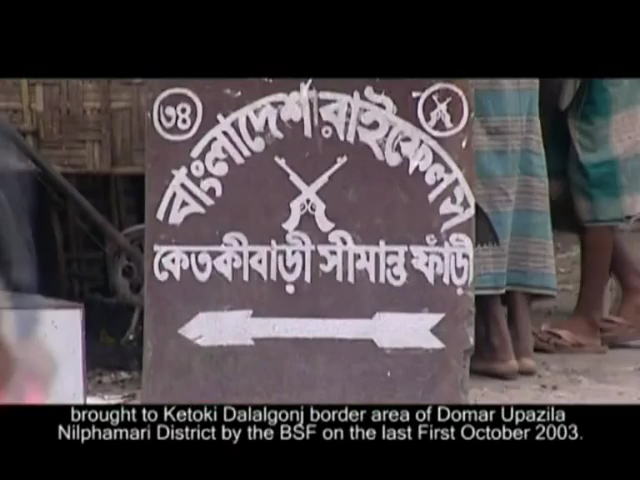 ৩৪
বাংলাদেশ রাইফেলস
কেতকীবাড়ী সীমান্ত ফাঁড়ী
brought to Ketoki Dalalgonj border area of Domar Upazila
Nilphamari District by the BSF on the last First October 2003.